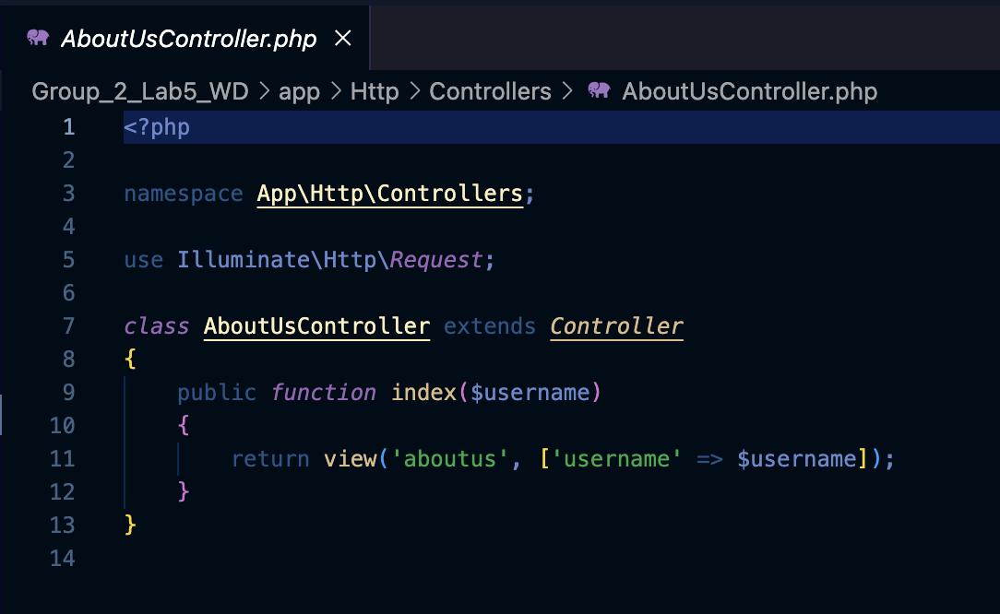 AboutUsController.php ×
Group_2_Lab5_WD > app > Http > Controllers > AboutUsController.php
1 <?php
2
3 namespace App\Http\Controllers;
4
5 use Illuminate\Http\Request;
6
7 class AboutUsController extends Controller
8 {
9     public function index($username)
10     {
11         return view('aboutus', ['username' => $username]);
12     }
13 }
14